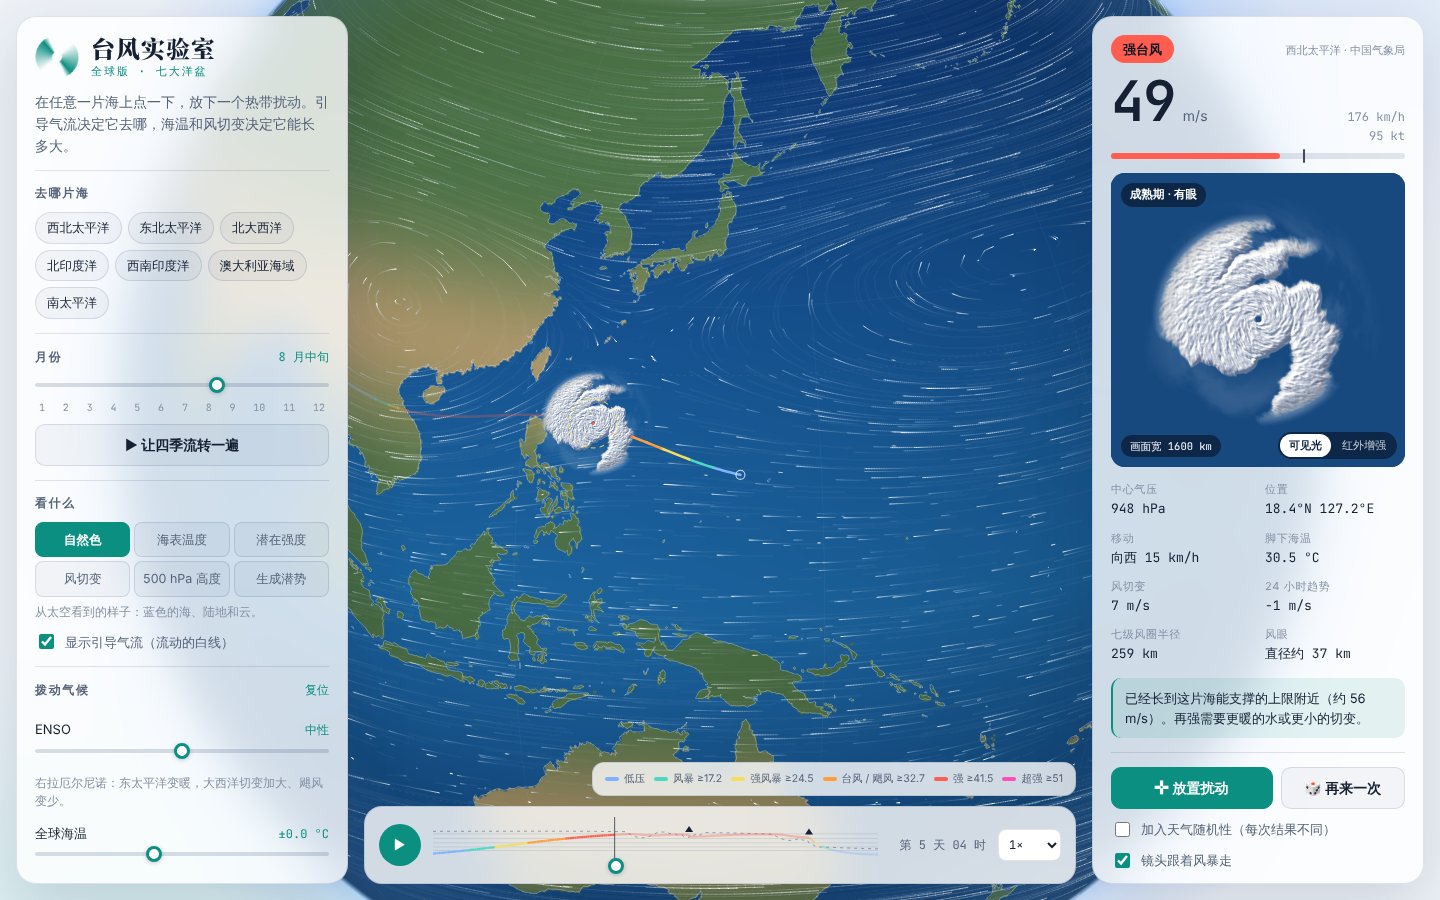 台风实验室
全球版 · 七大洋盆
在任意一片海上点一下，放下一个热带扰动。引
导气流决定它去哪，海温和风切变决定它能长
多大。
去哪片海
西北太平洋
东北太平洋
北大西洋
北印度洋
西南印度洋
澳大利亚海域
南太平洋
月份
8 月中旬
1 2 3 4 5 6 7 8 9 10 11 12
▶ 让四季流转一遍
看什么
自然色
海表温度
潜在强度
风切变
500 hPa 高度
生成潜势
从太空看到的样子：蓝色的海、陆地和云。
显示引导气流（流动的白线）
拨动气候
复位
ENSO
中性
右拉厄尔尼诺：东太平洋变暖，大西洋切变加大、飓风
变少。
全球海温
±0.0 °C
低压
风暴 ≥17.2
强风暴 ≥24.5
台风 / 飓风 ≥32.7
强 ≥41.5
超强 ≥51
第 5 天 04 时
1×
强台风
西北太平洋 · 中国气象局
49 m/s
176 km/h
95 kt
成熟期 · 有眼
画面宽 1600 km
可见光
红外增强
中心气压
948 hPa
位置
18.4°N 127.2°E
移动
向西 15 km/h
脚下海温
30.5 °C
风切变
7 m/s
24 小时趋势
-1 m/s
七级风圈半径
259 km
风眼
直径约 37 km
已经长到这片海能支撑的上限附近（约 56
m/s）。再强需要更暖的水或更小的切变。
✛ 放置扰动
🎲 再来一次
加入天气随机性（每次结果不同）
镜头跟着风暴走